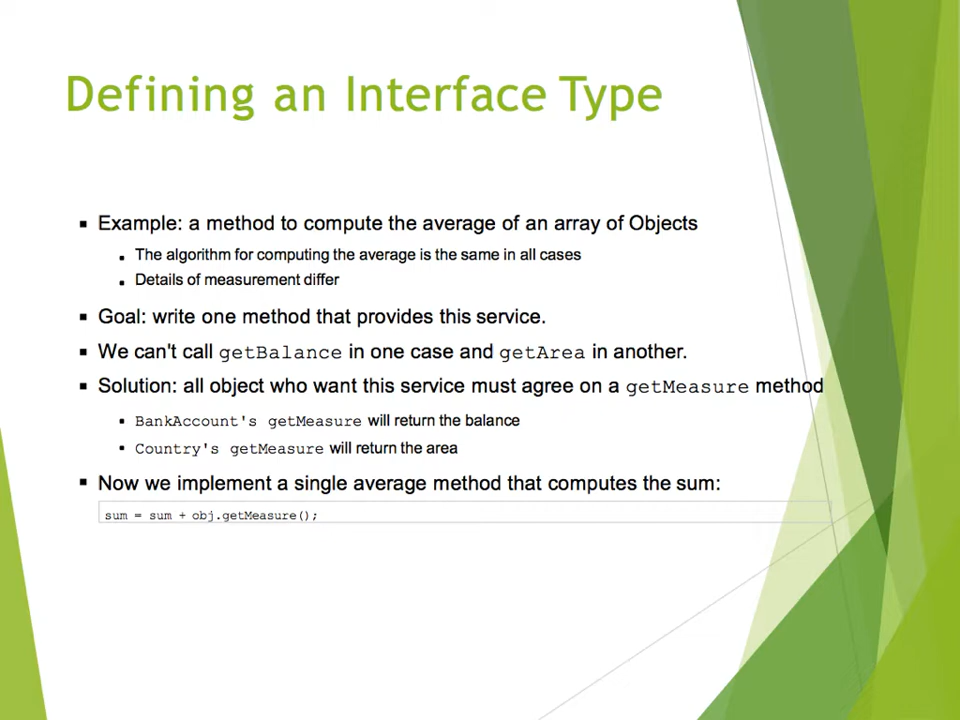 Defining an Interface Type
Example: a method to compute the average of an array of Objects
The algorithm for computing the average is the same in all cases
Details of measurement differ
Goal: write one method that provides this service.
We can't call getBalance in one case and getArea in another.
Solution: all object who want this service must agree on a getMeasure method
BankAccount's getMeasure will return the balance
Country's getMeasure will return the area
Now we implement a single average method that computes the sum:
sum = sum + obj.getMeasure();